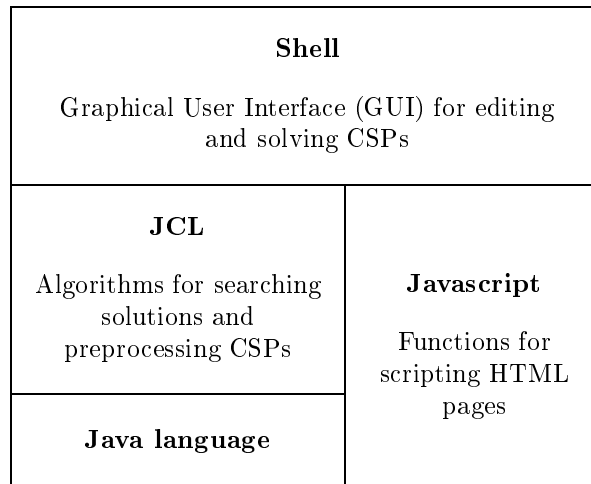 Shell
Graphical User Interface (GUI) for editing
and solving CSPs
JCL
Algorithms for searching
solutions and
preprocessing CSPs
Java language
Javascript
Functions for
scripting HTML
pages